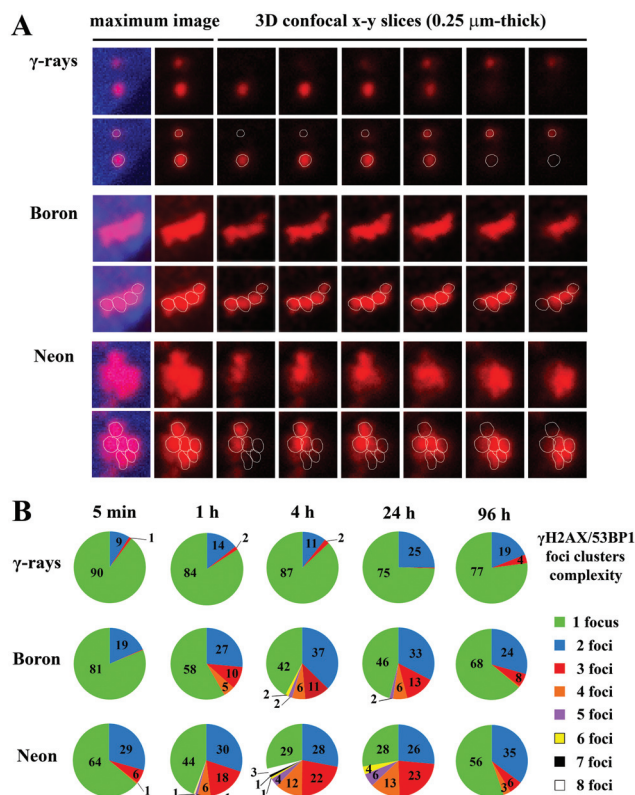 A
maximum image
3D confocal x-y slices (0.25 μm-thick)
γ-rays
Boron
Neon
B
5 min
1 h
4 h
24 h
96 h
γH2AX/53BP1
foci clusters
complexity
γ-rays
9
1
90
14
2
84
11
2
87
25
75
19
4
77
1 focus
2 foci
3 foci
4 foci
5 foci
6 foci
7 foci
8 foci
Boron
19
81
27
10
5
58
37
11
6
2
2
42
33
13
6
2
46
24
8
68
Neon
29
6
1
64
30
18
6
1
1
44
28
22
12
4
1
1
3
29
26
23
13
6
4
28
35
6
3
56